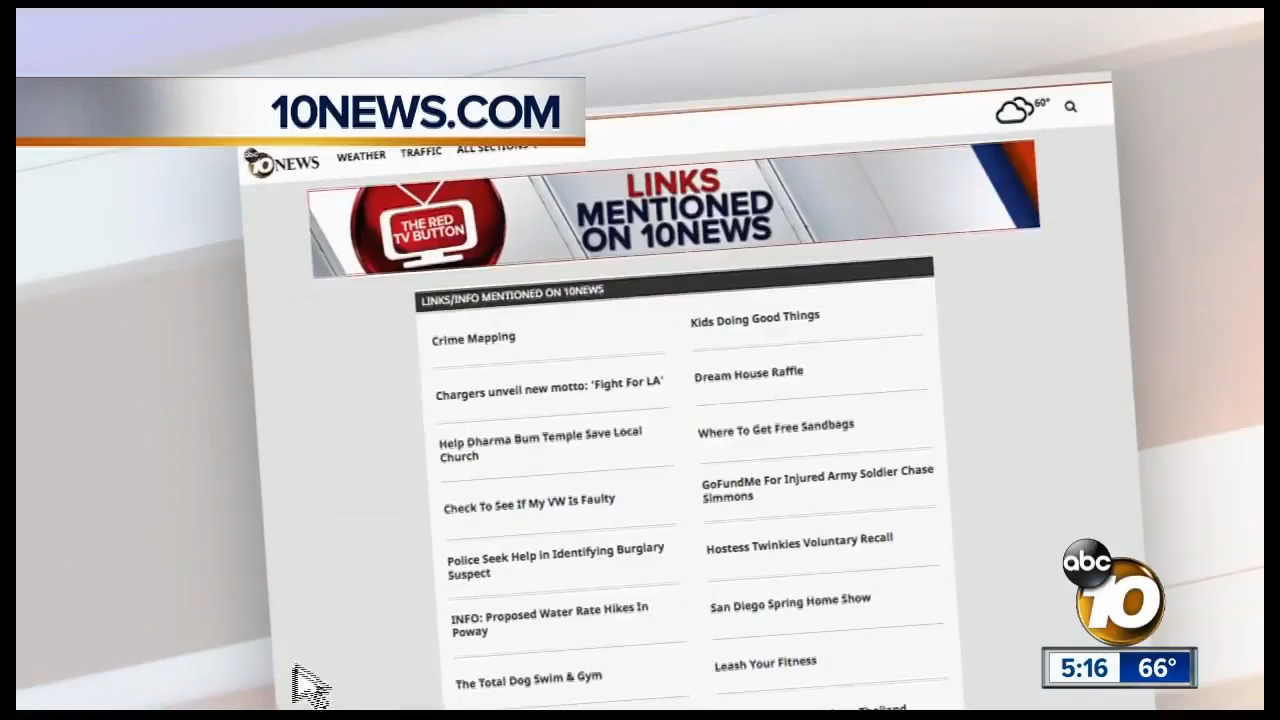 10NEWS.COM
abc 10 NEWS WEATHER TRAFFIC ALL SECTIONS
60°
THE RED
TV BUTTON
LINKS
MENTIONED
ON 10NEWS
LINKS/INFO MENTIONED ON 10NEWS
Crime Mapping
Kids Doing Good Things
Chargers unveil new motto: 'Fight For LA'
Dream House Raffle
Help Dharma Bum Temple Save Local
Church
Where To Get Free Sandbags
Check To See If My VW Is Faulty
GoFundMe For Injured Army Soldier Chase
Simmons
Police Seek Help in Identifying Burglary
Suspect
Hostess Twinkies Voluntary Recall
INFO: Proposed Water Rate Hikes In
Poway
San Diego Spring Home Show
The Total Dog Swim & Gym
Leash Your Fitness
Thailand
abc
10
5:16 66°